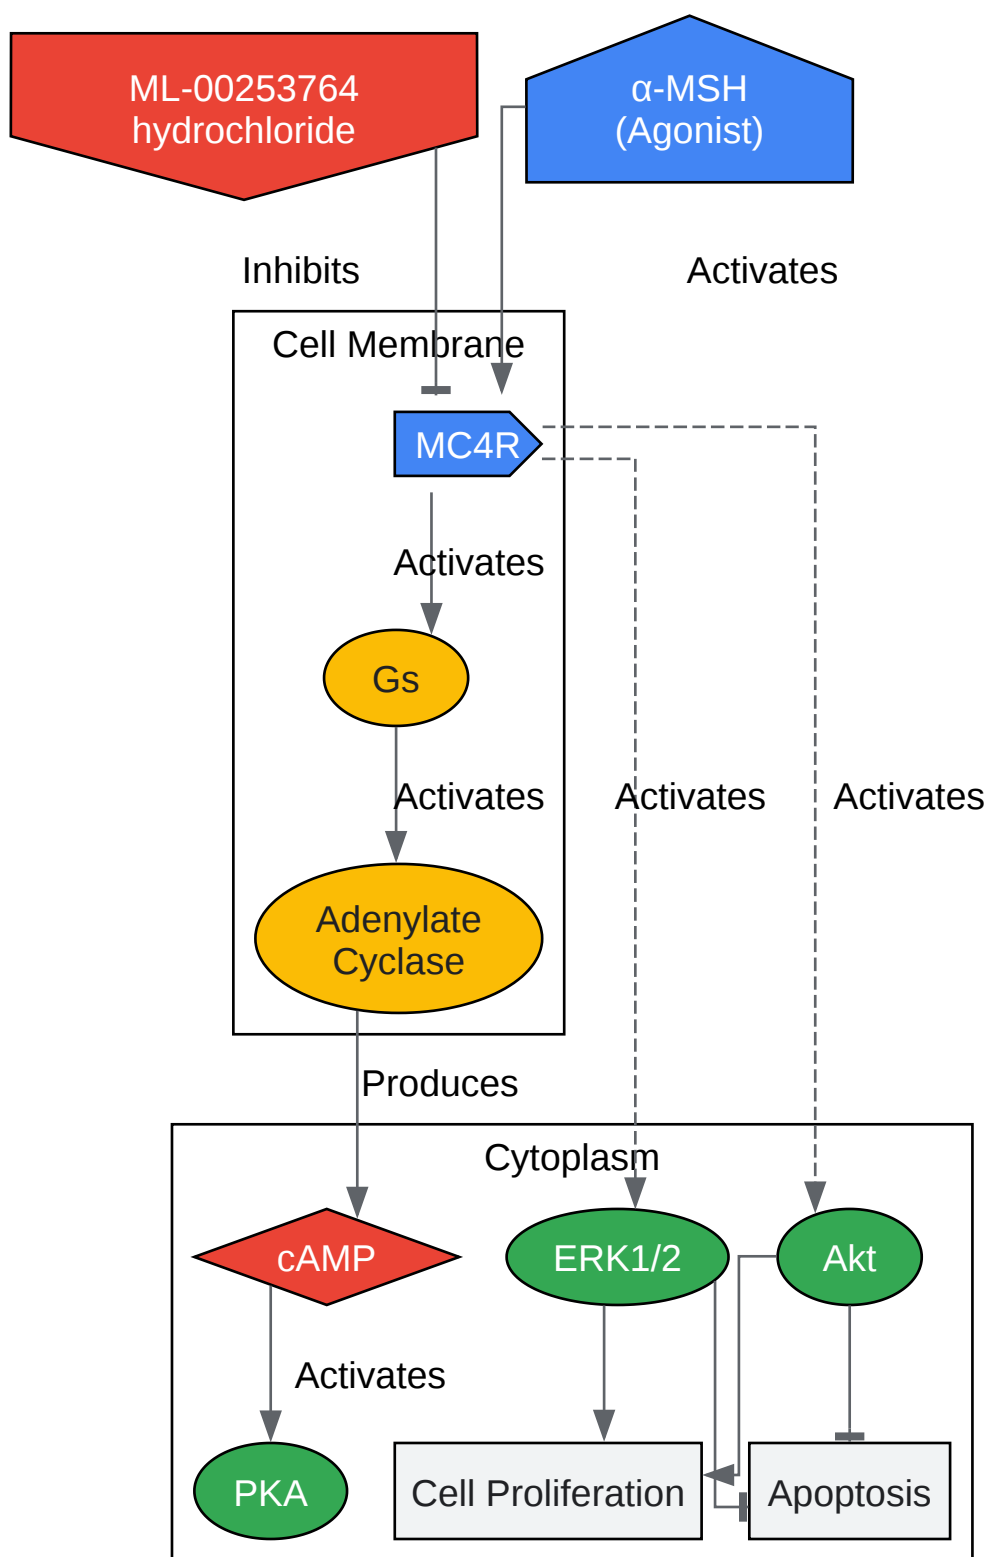 ML-00253764
hydrochloride
α-MSH
(Agonist)
Inhibits
Activates
Cell Membrane
MC4R
Activates
Gs
Activates
Activates
Activates
Adenylate
Cyclase
Produces
Cytoplasm
cAMP
ERK1/2
Akt
Activates
PKA
Cell Proliferation
Apoptosis